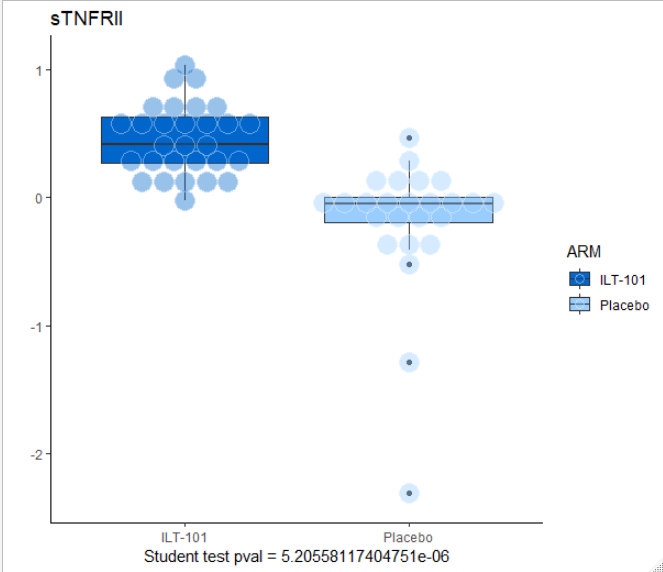 sTNFRII
1
0
-1
-2
ILT-101
Placebo
Student test pval = 5.20558117404751e-06
ARM
ILT-101
Placebo